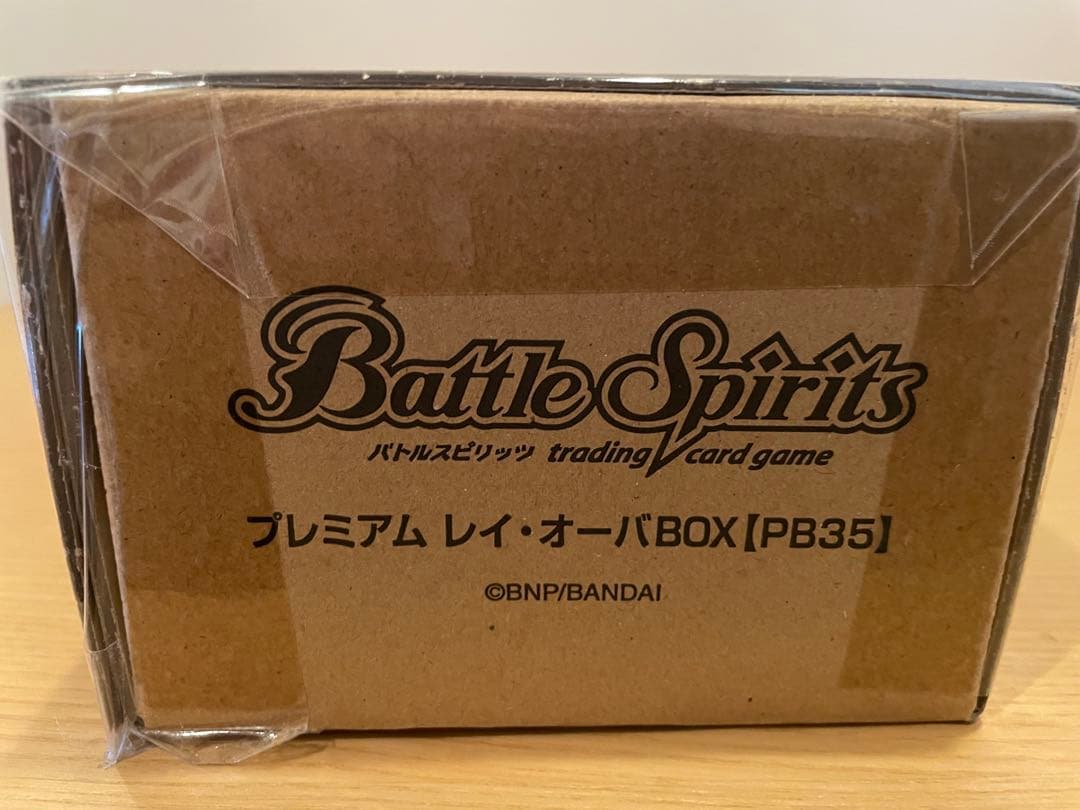 Battle Spirits
バトルスピリッツ trading card game
プレミアム レイ・オーバBOX【PB35】
©BNP/BANDAI